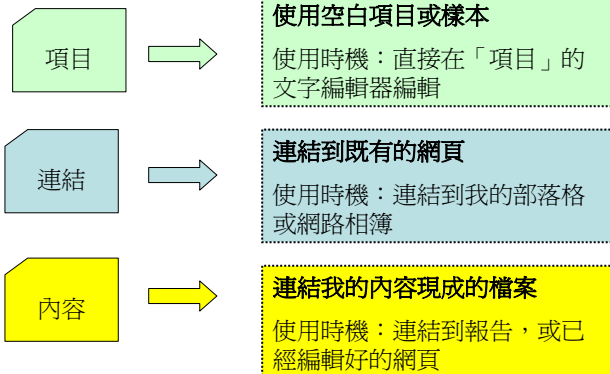 項目
使用空白項目或樣本
使用時機：直接在「項目」的
文字編輯器編輯
連結
連結到既有的網頁
使用時機：連結到我的部落格
或網路相簿
內容
連結我的內容現成的檔案
使用時機：連結到報告，或已
經編輯好的網頁